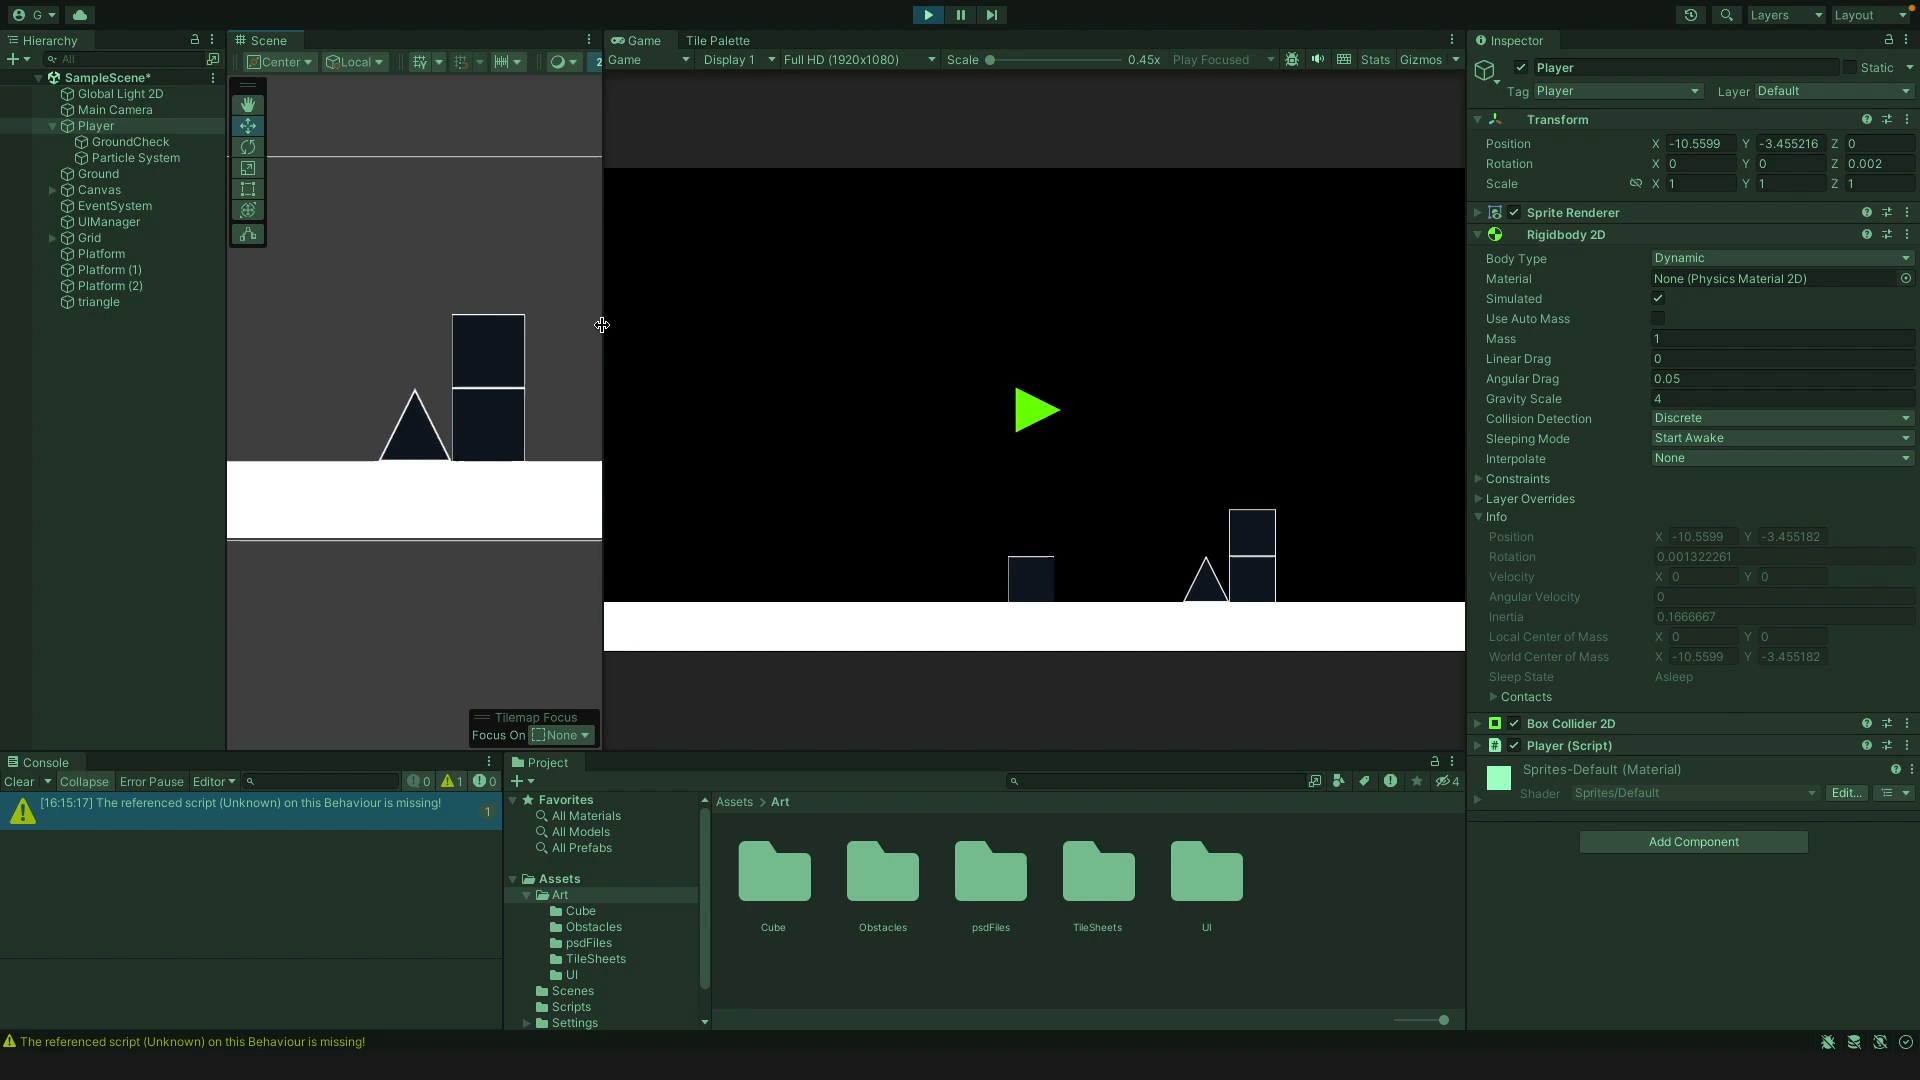 G
Layers
Layout
Hierarchy
All
SampleScene*
Global Light 2D
Main Camera
Player
GroundCheck
Particle System
Ground
Canvas
EventSystem
UIManager
Grid
Platform
Platform (1)
Platform (2)
triangle
Scene
Center
Local
2
Tilemap Focus
Focus On None
Game
Tile Palette
Game
Display 1
Full HD (1920x1080)
Scale
0.45x
Play Focused
Stats
Gizmos
Inspector
Player
Static
Tag Player
Layer Default
Transform
Position X -10.5599 Y -3.455216 Z 0
Rotation X 0 Y 0 Z 0.002
Scale X 1 Y 1 Z 1
Sprite Renderer
Rigidbody 2D
Body Type Dynamic
Material None (Physics Material 2D)
Simulated
Use Auto Mass
Mass 1
Linear Drag 0
Angular Drag 0.05
Gravity Scale 4
Collision Detection Discrete
Sleeping Mode Start Awake
Interpolate None
Constraints
Layer Overrides
Info
Position X -10.5599 Y -3.455182
Rotation 0.001322261
Velocity X 0 Y 0
Angular Velocity 0
Inertia 0.1666667
Local Center of Mass X 0 Y 0
World Center of Mass X -10.5599 Y -3.455182
Sleep State Asleep
Contacts
Box Collider 2D
# Player (Script)
Sprites-Default (Material)
Shader Sprites/Default Edit...
Add Component
Console
Clear Collapse Error Pause Editor 0 1 0
[16:15:17] The referenced script (Unknown) on this Behaviour is missing!
1
Project
4
Favorites
All Materials
All Models
All Prefabs
Assets
Art
Cube
Obstacles
psdFiles
TileSheets
UI
Scenes
Scripts
Settings
Assets > Art
Cube
Obstacles
psdFiles
TileSheets
UI
The referenced script (Unknown) on this Behaviour is missing!